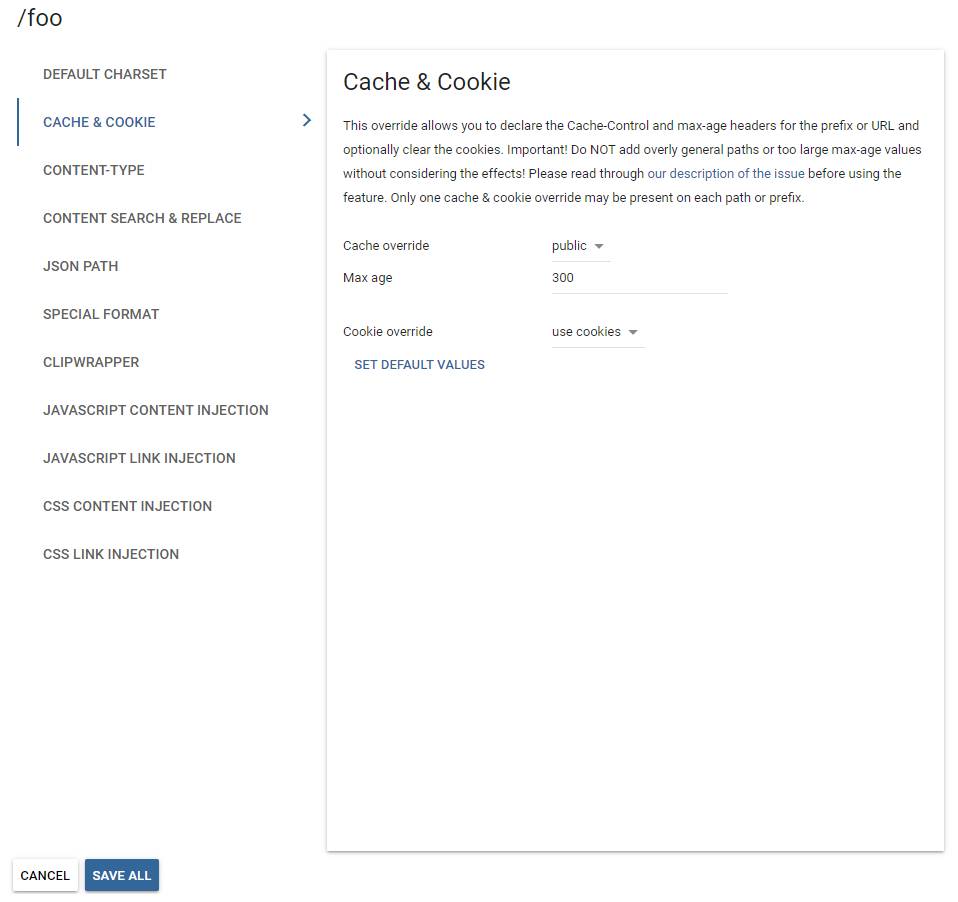 /foo
DEFAULT CHARSET
CACHE & COOKIE
CONTENT-TYPE
CONTENT SEARCH & REPLACE
JSON PATH
SPECIAL FORMAT
CLIPWRAPPER
JAVASCRIPT CONTENT INJECTION
JAVASCRIPT LINK INJECTION
CSS CONTENT INJECTION
CSS LINK INJECTION
Cache & Cookie
This override allows you to declare the Cache-Control and max-age headers for the prefix or URL and
optionally clear the cookies. Important! Do NOT add overly general paths or too large max-age values
without considering the effects! Please read through our description of the issue before using the
feature. Only one cache & cookie override may be present on each path or prefix.
Cache override public
Max age 300
Cookie override use cookies
SET DEFAULT VALUES
CANCEL SAVE ALL